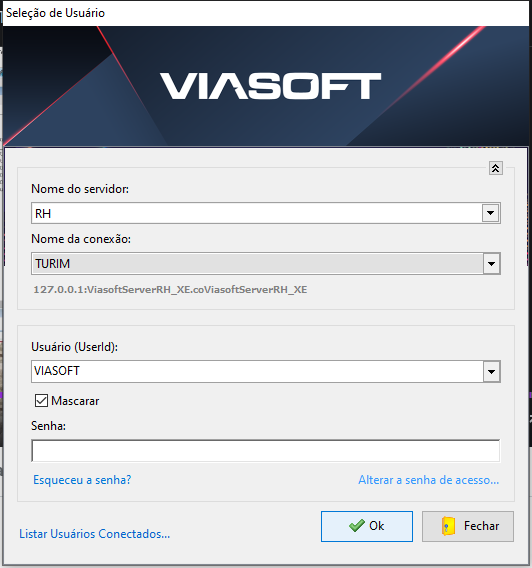 Seleção de Usuário
VIASOFT
Nome do servidor:
RH
Nome da conexão:
TURIM
127.0.0.1:ViasoftServerRH_XE.coViasoftServerRH_XE
Usuário (UserId):
VIASOFT
Mascarar
Senha:
Esqueceu a senha?
Alterar a senha de acesso...
Listar Usuários Conectados...
Ok
Fechar